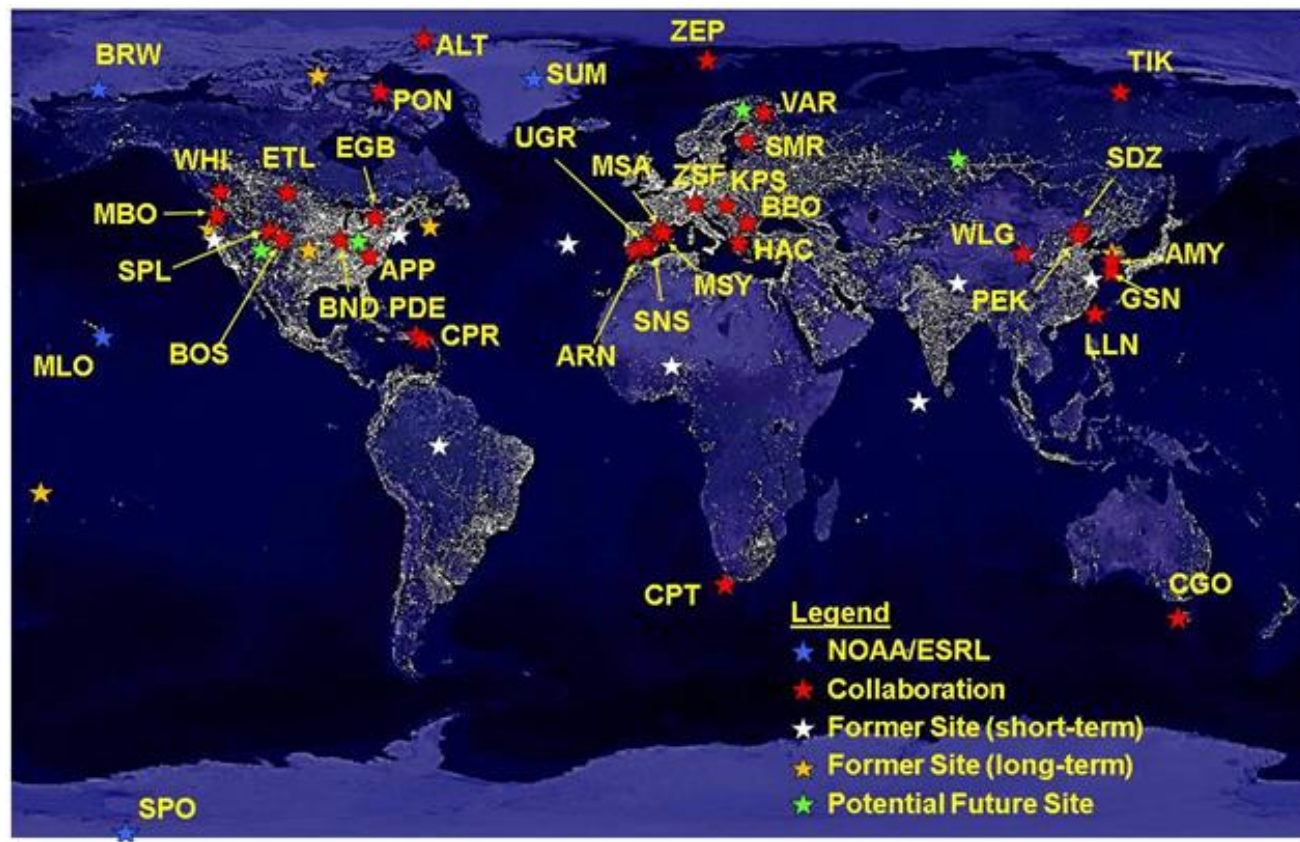 ALT
ZEP
BRW
TIK
SUM
PON
VAR
UGR
EGB
SMR
WHI
ETL
MSA
SDZ
ZSF
KPS
MBO
BEO
WLG
HAC
AMY
SPL
APP
MSY
PEK
GSN
BND
PDE
SNS
CPR
LLN
BOS
ARN
MLO
CPT
CGO
Legend
NOAA/ESRL
Collaboration
Former Site (short-term)
Former Site (long-term)
Potential Future Site
SPO